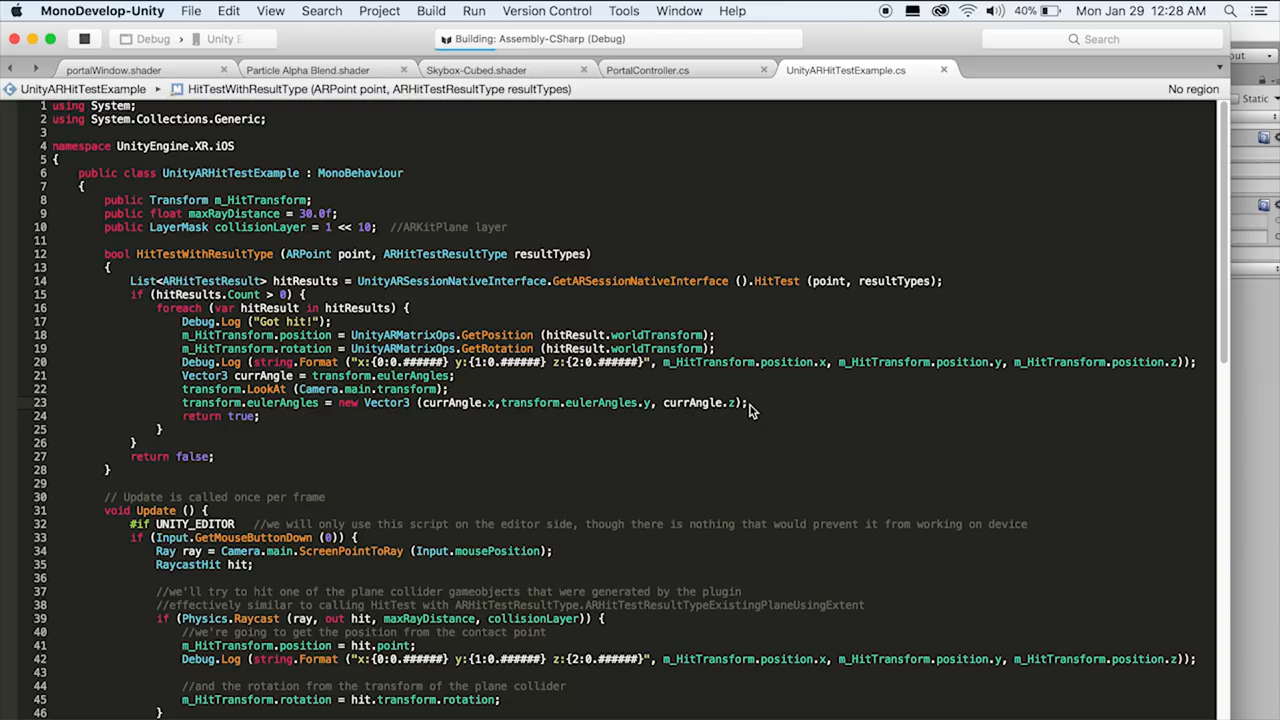 MonoDevelop-Unity File Edit View Search Project Build Run Version Control Tools Window Help 40% Mon Jan 29 12:28 AM
Debug Unity E Building: Assembly-CSharp (Debug) Search
portalWindow.shader Particle Alpha Blend.shader Skybox-Cubed.shader PortalController.cs UnityARHitTestExample.cs
UnityARHitTestExample HitTestWithResultType (ARPoint point, ARHitTestResultType resultTypes) No region
Static
1 using System;
2 using System.Collections.Generic;
3
4 namespace UnityEngine.XR.iOS
5 {
6 public class UnityARHitTestExample : MonoBehaviour
7 {
8 public Transform m_HitTransform;
9 public float maxRayDistance = 30.0f;
10 public LayerMask collisionLayer = 1 << 10; //ARKitPlane layer
11
12 bool HitTestWithResultType (ARPoint point, ARHitTestResultType resultTypes)
13 {
14 List<ARHitTestResult> hitResults = UnityARSessionNativeInterface.GetARSessionNativeInterface ().HitTest (point, resultTypes);
15 if (hitResults.Count > 0) {
16 foreach (var hitResult in hitResults) {
17 Debug.Log ("Got hit!");
18 m_HitTransform.position = UnityARMatrixOps.GetPosition (hitResult.worldTransform);
19 m_HitTransform.rotation = UnityARMatrixOps.GetRotation (hitResult.worldTransform);
20 Debug.Log (string.Format ("x:{0:0.######} y:{1:0.######} z:{2:0.######}", m_HitTransform.position.x, m_HitTransform.position.y, m_HitTransform.position.z));
21 Vector3 currAngle = transform.eulerAngles;
22 transform.LookAt (Camera.main.transform);
23 transform.eulerAngles = new Vector3 (currAngle.x,transform.eulerAngles.y, currAngle.z);
24 return true;
25 }
26 }
27 return false;
28 }
29
30 // Update is called once per frame
31 void Update () {
32 #if UNITY_EDITOR //we will only use this script on the editor side, though there is nothing that would prevent it from working on device
33 if (Input.GetMouseButtonDown (0)) {
34 Ray ray = Camera.main.ScreenPointToRay (Input.mousePosition);
35 RaycastHit hit;
36
37 //we'll try to hit one of the plane collider gameobjects that were generated by the plugin
38 //effectively similar to calling HitTest with ARHitTestResultType.ARHitTestResultTypeExistingPlaneUsingExtent
39 if (Physics.Raycast (ray, out hit, maxRayDistance, collisionLayer)) {
40 //we're going to get the position from the contact point
41 m_HitTransform.position = hit.point;
42 Debug.Log (string.Format ("x:{0:0.######} y:{1:0.######} z:{2:0.######}", m_HitTransform.position.x, m_HitTransform.position.y, m_HitTransform.position.z));
43
44 //and the rotation from the transform of the plane collider
45 m_HitTransform.rotation = hit.transform.rotation;
46 }